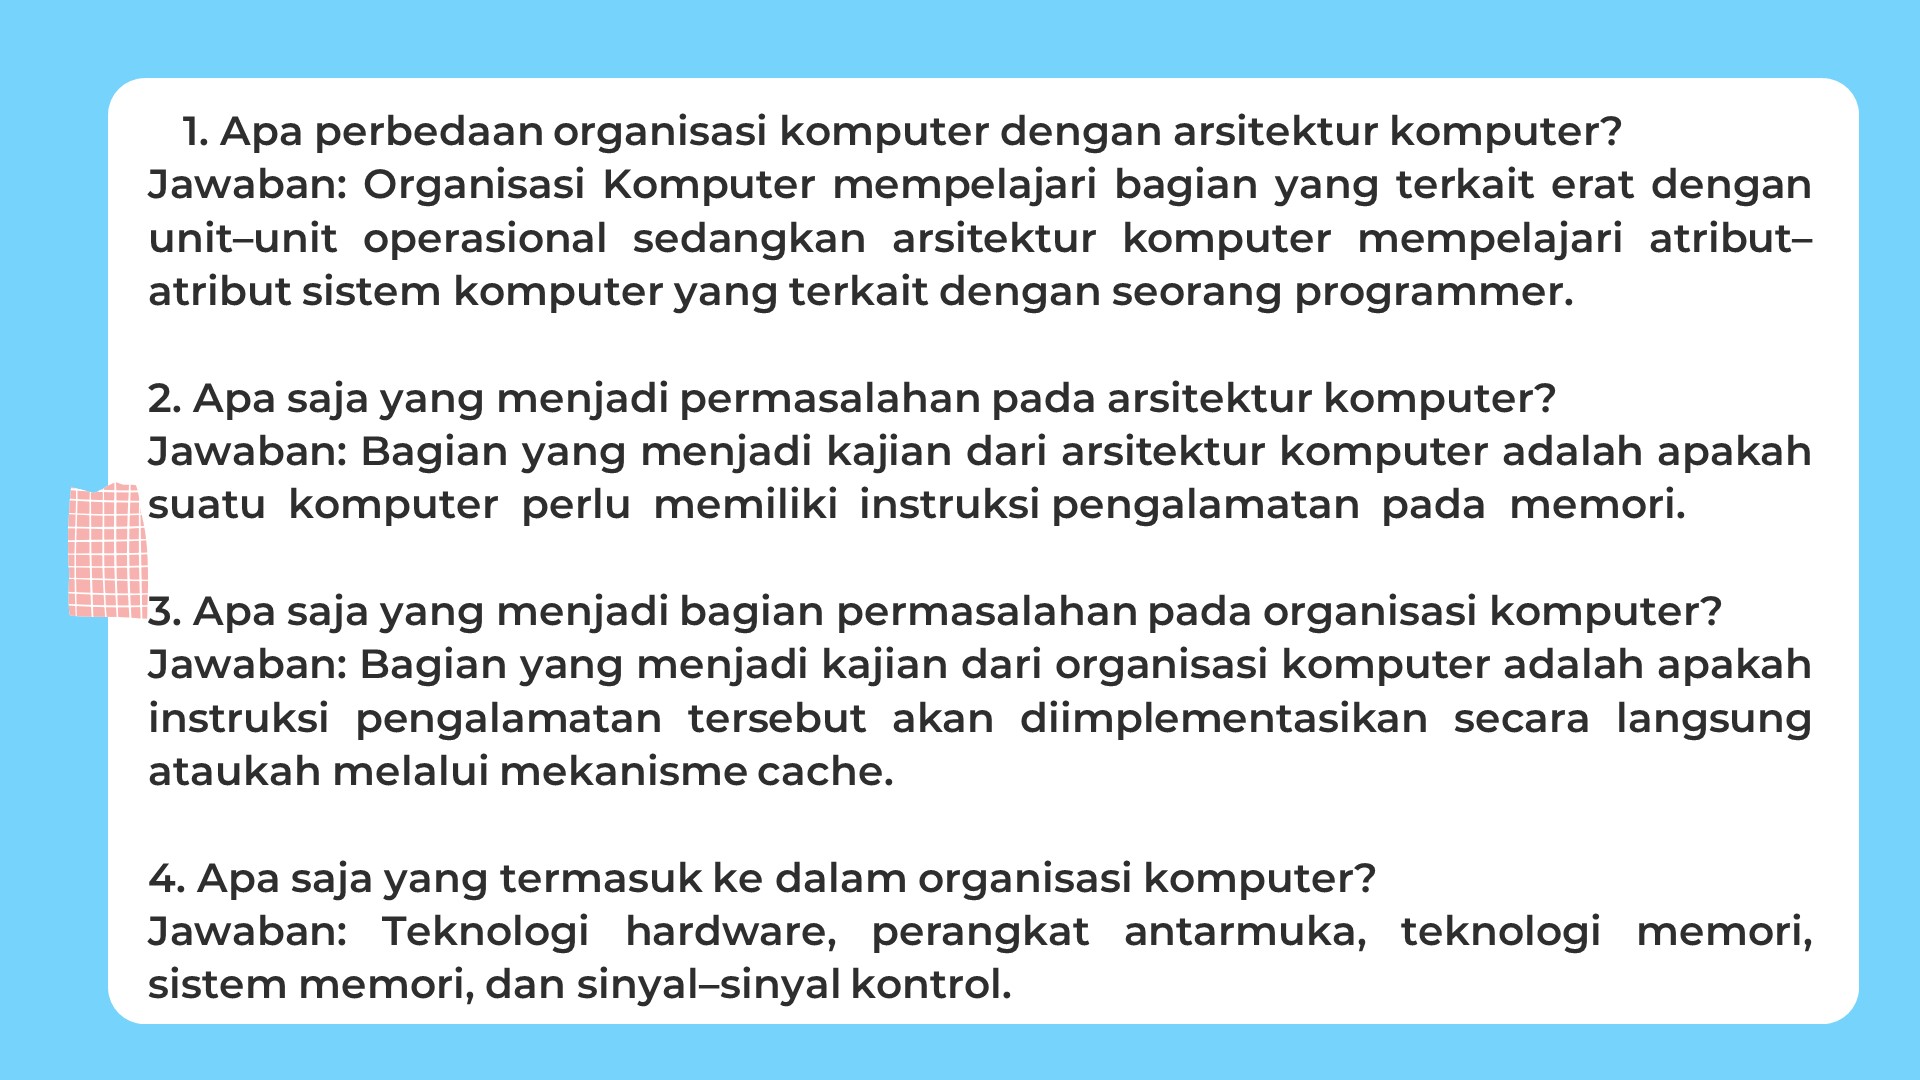 1. Apa perbedaan organisasi komputer dengan arsitektur komputer?
Jawaban: Organisasi Komputer mempelajari bagian yang terkait erat dengan
unit–unit operasional sedangkan arsitektur komputer mempelajari atribut–
atribut sistem komputer yang terkait dengan seorang programmer.
2. Apa saja yang menjadi permasalahan pada arsitektur komputer?
Jawaban: Bagian yang menjadi kajian dari arsitektur komputer adalah apakah
suatu komputer perlu memiliki instruksi pengalamatan pada memori.
3. Apa saja yang menjadi bagian permasalahan pada organisasi komputer?
Jawaban: Bagian yang menjadi kajian dari organisasi komputer adalah apakah
instruksi pengalamatan tersebut akan diimplementasikan secara langsung
ataukah melalui mekanisme cache.
4. Apa saja yang termasuk ke dalam organisasi komputer?
Jawaban: Teknologi hardware, perangkat antarmuka, teknologi memori,
sistem memori, dan sinyal–sinyal kontrol.